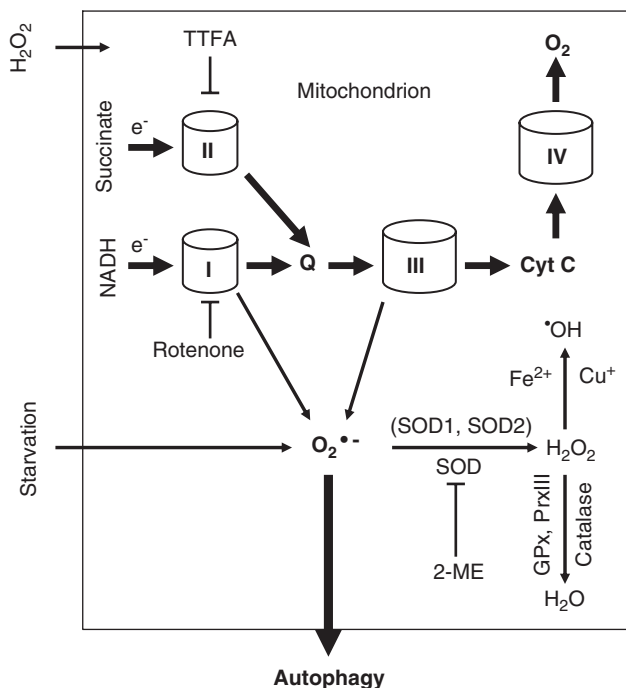 H₂O₂
TTFA
O₂
Mitochondrion
Succinate
e⁻
II
IV
NADH
e⁻
I
Q
III
Cyt C
Rotenone
•OH
Fe²⁺
Cu⁺
Starvation
O₂•-
(SOD1, SOD2)
H₂O₂
SOD
GPx, PrxIII
Catalase
2-ME
H₂O
Autophagy